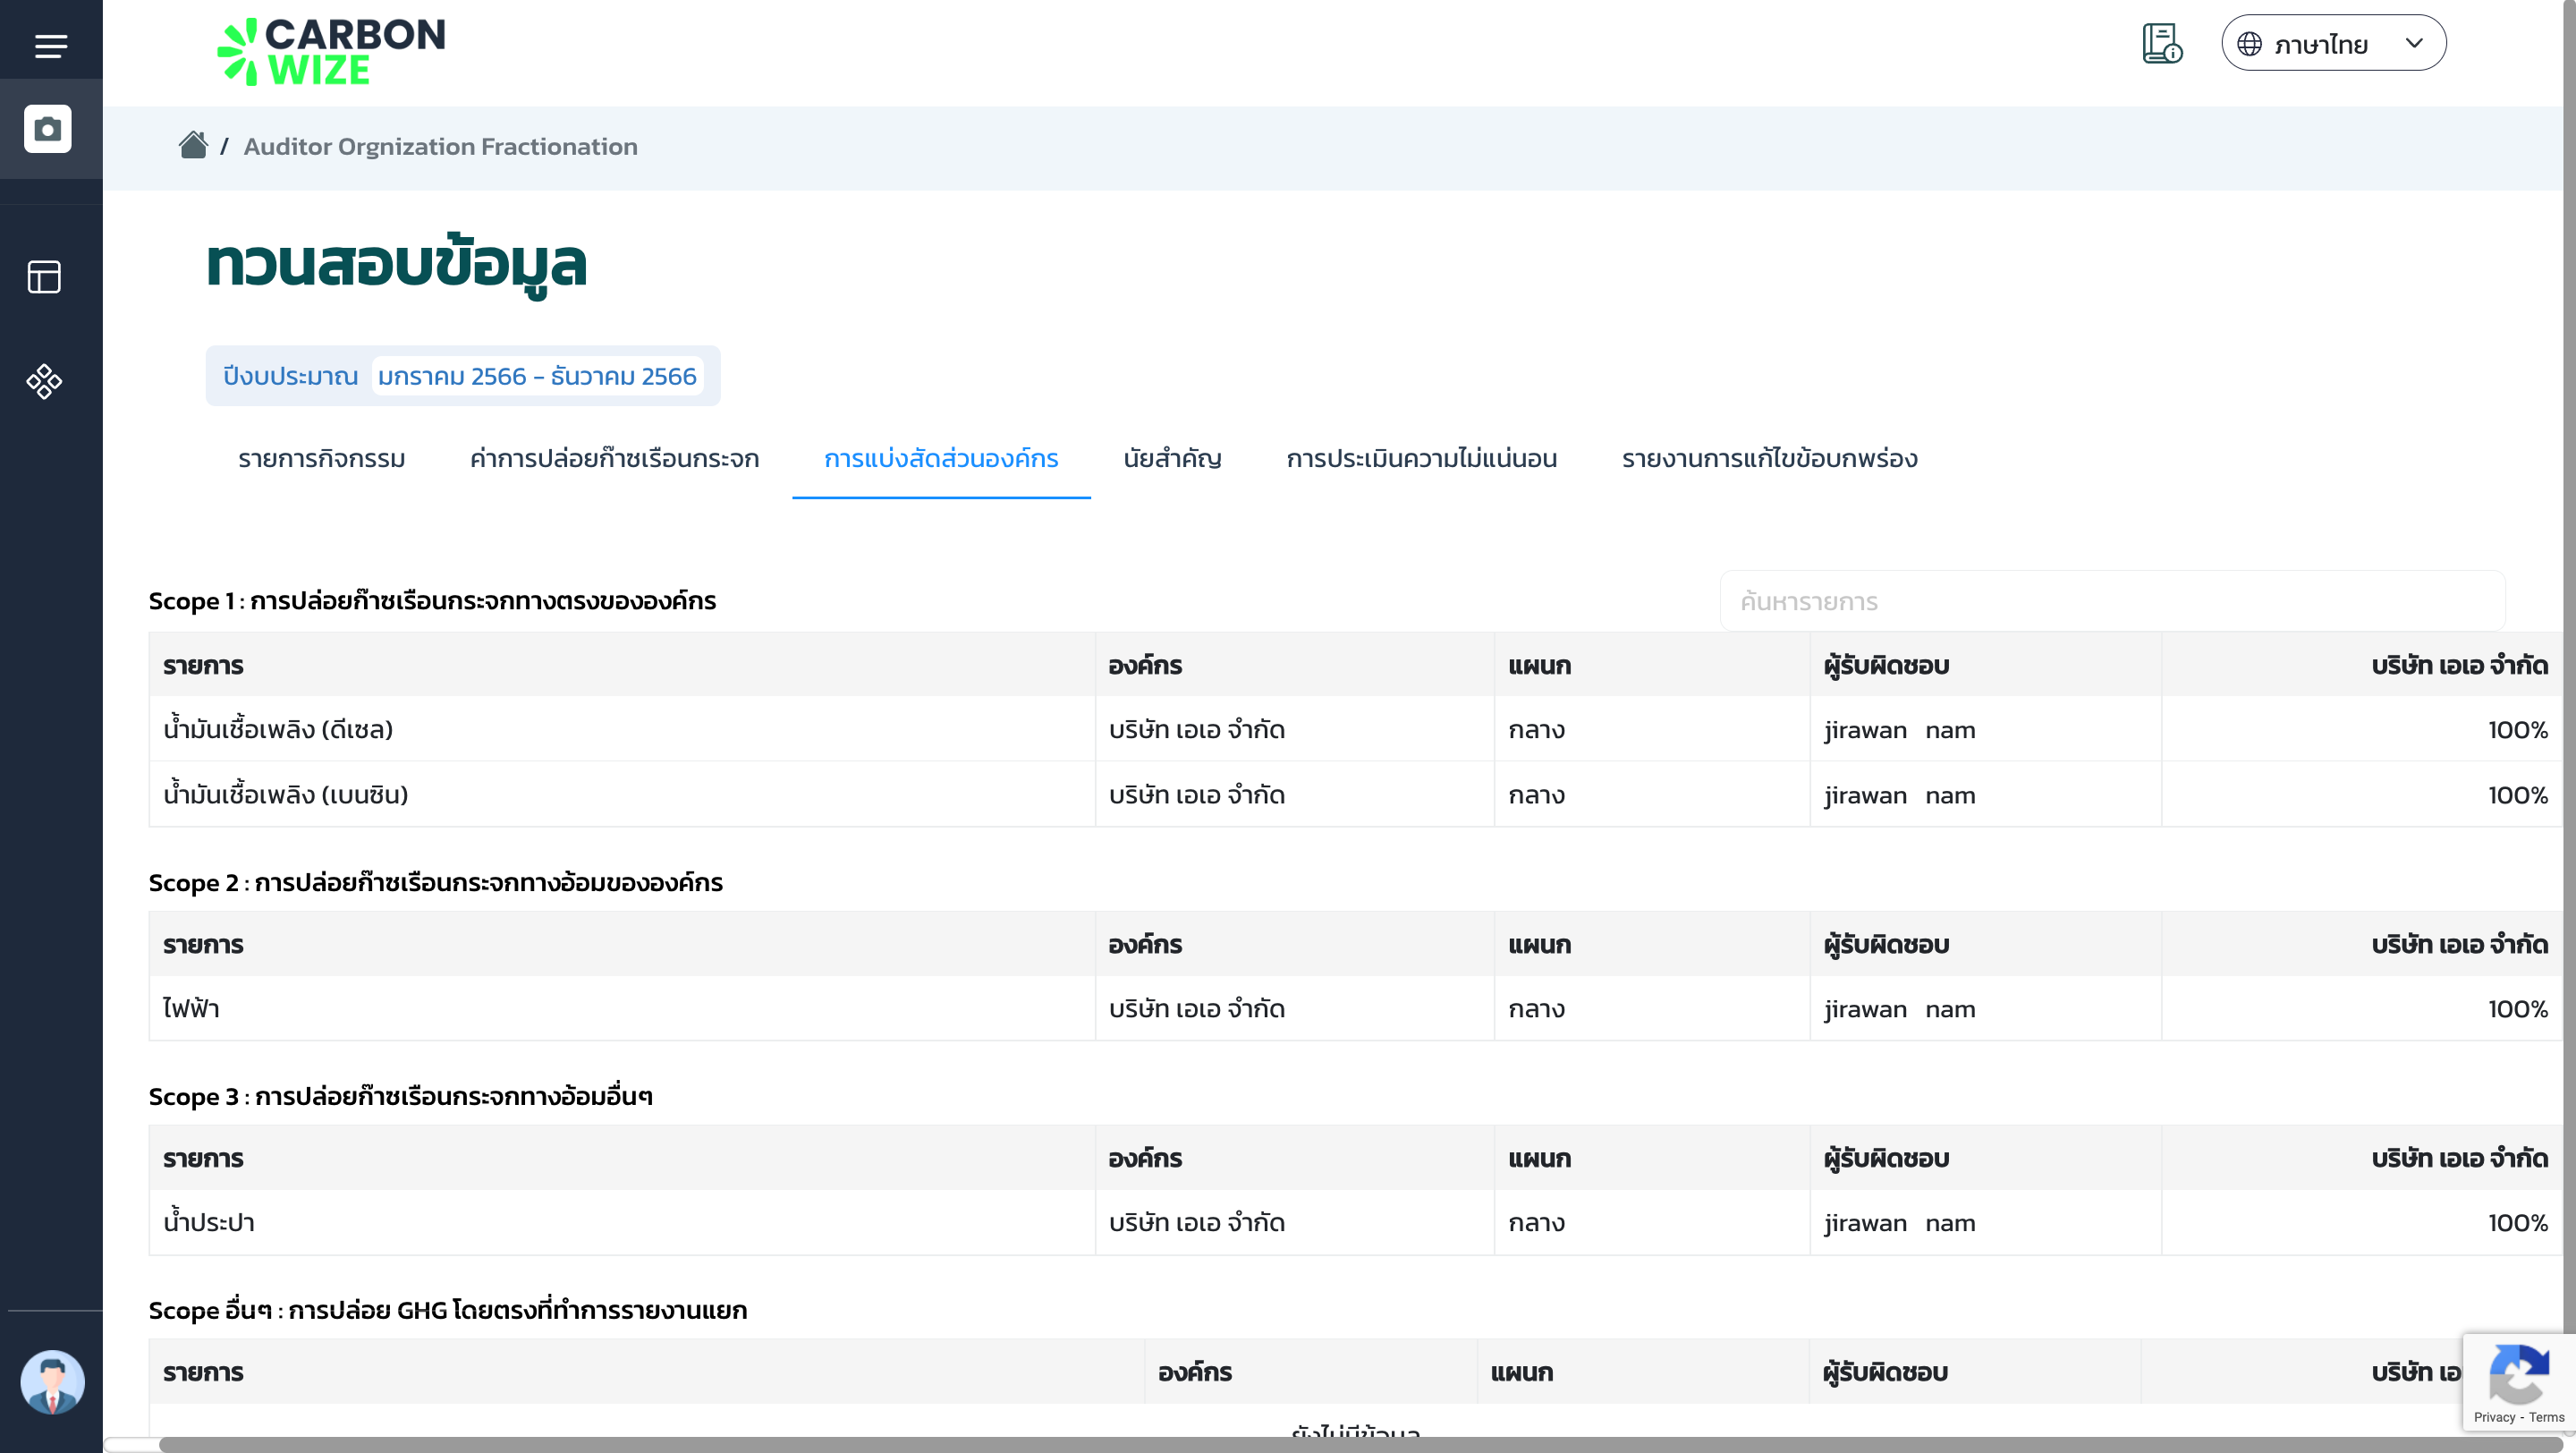 CARBON
WIZE
ภาษาไทย
/ Auditor Orgnization Fractionation
ทวนสอบข้อมูล
ปีงบประมาณ มกราคม 2566 - ธันวาคม 2566
รายการกิจกรรม ค่าการปล่อยก๊าซเรือนกระจก การแบ่งสัดส่วนองค์กร นัยสำคัญ การประเมินความไม่แน่นอน รายงานการแก้ไขข้อบกพร่อง
Scope 1 : การปล่อยก๊าซเรือนกระจกทางตรงขององค์กร ค้นหารายการ
รายการ องค์กร แผนก ผู้รับผิดชอบ บริษัท เอเอ จำกัด
น้ำมันเชื้อเพลิง (ดีเซล) บริษัท เอเอ จำกัด กลาง jirawan nam 100%
น้ำมันเชื้อเพลิง (เบนซิน) บริษัท เอเอ จำกัด กลาง jirawan nam 100%
Scope 2 : การปล่อยก๊าซเรือนกระจกทางอ้อมขององค์กร
รายการ องค์กร แผนก ผู้รับผิดชอบ บริษัท เอเอ จำกัด
ไฟฟ้า บริษัท เอเอ จำกัด กลาง jirawan nam 100%
Scope 3 : การปล่อยก๊าซเรือนกระจกทางอ้อมอื่นๆ
รายการ องค์กร แผนก ผู้รับผิดชอบ บริษัท เอเอ จำกัด
น้ำประปา บริษัท เอเอ จำกัด กลาง jirawan nam 100%
Scope อื่นๆ : การปล่อย GHG โดยตรงที่ทำการรายงานแยก
รายการ องค์กร แผนก ผู้รับผิดชอบ บริษัท เอ
ยังไม่มีข้อมูล
Privacy - Terms